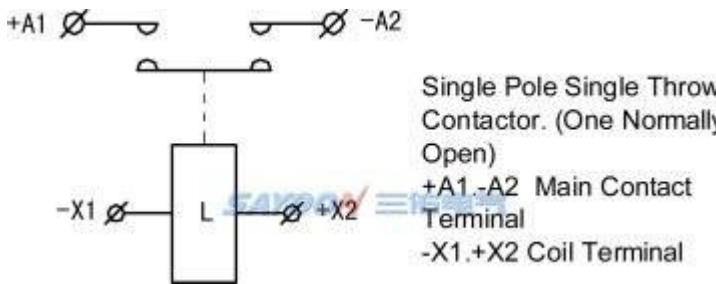 +A1
-A2
Single Pole Single Throw
Contactor. (One Normally
Open)
+A1.-A2 Main Contact
Terminal
-X1.+X2 Coil Terminal
-X1
L
+X2